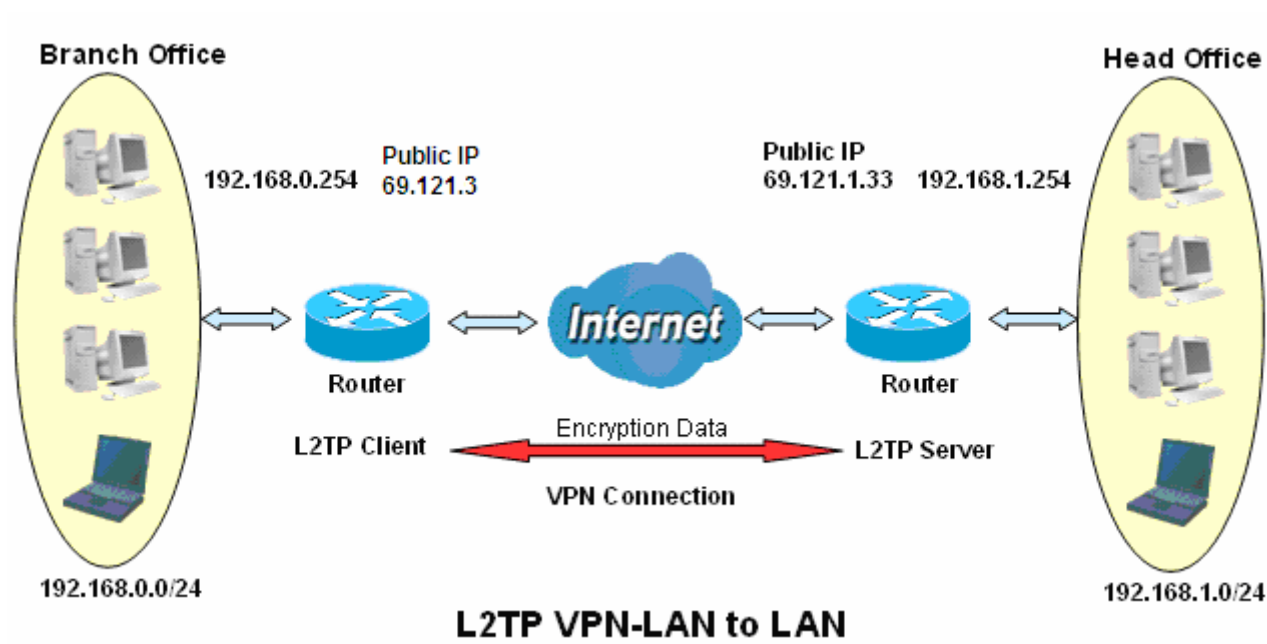 Branch Office
Head Office
192.168.0.254
Public IP
69.121.3
Public IP
69.121.1.33
192.168.1.254
Internet
Router
Router
L2TP Client
Encryption Data
L2TP Server
VPN Connection
192.168.0.0/24
192.168.1.0/24
L2TP VPN-LAN to LAN